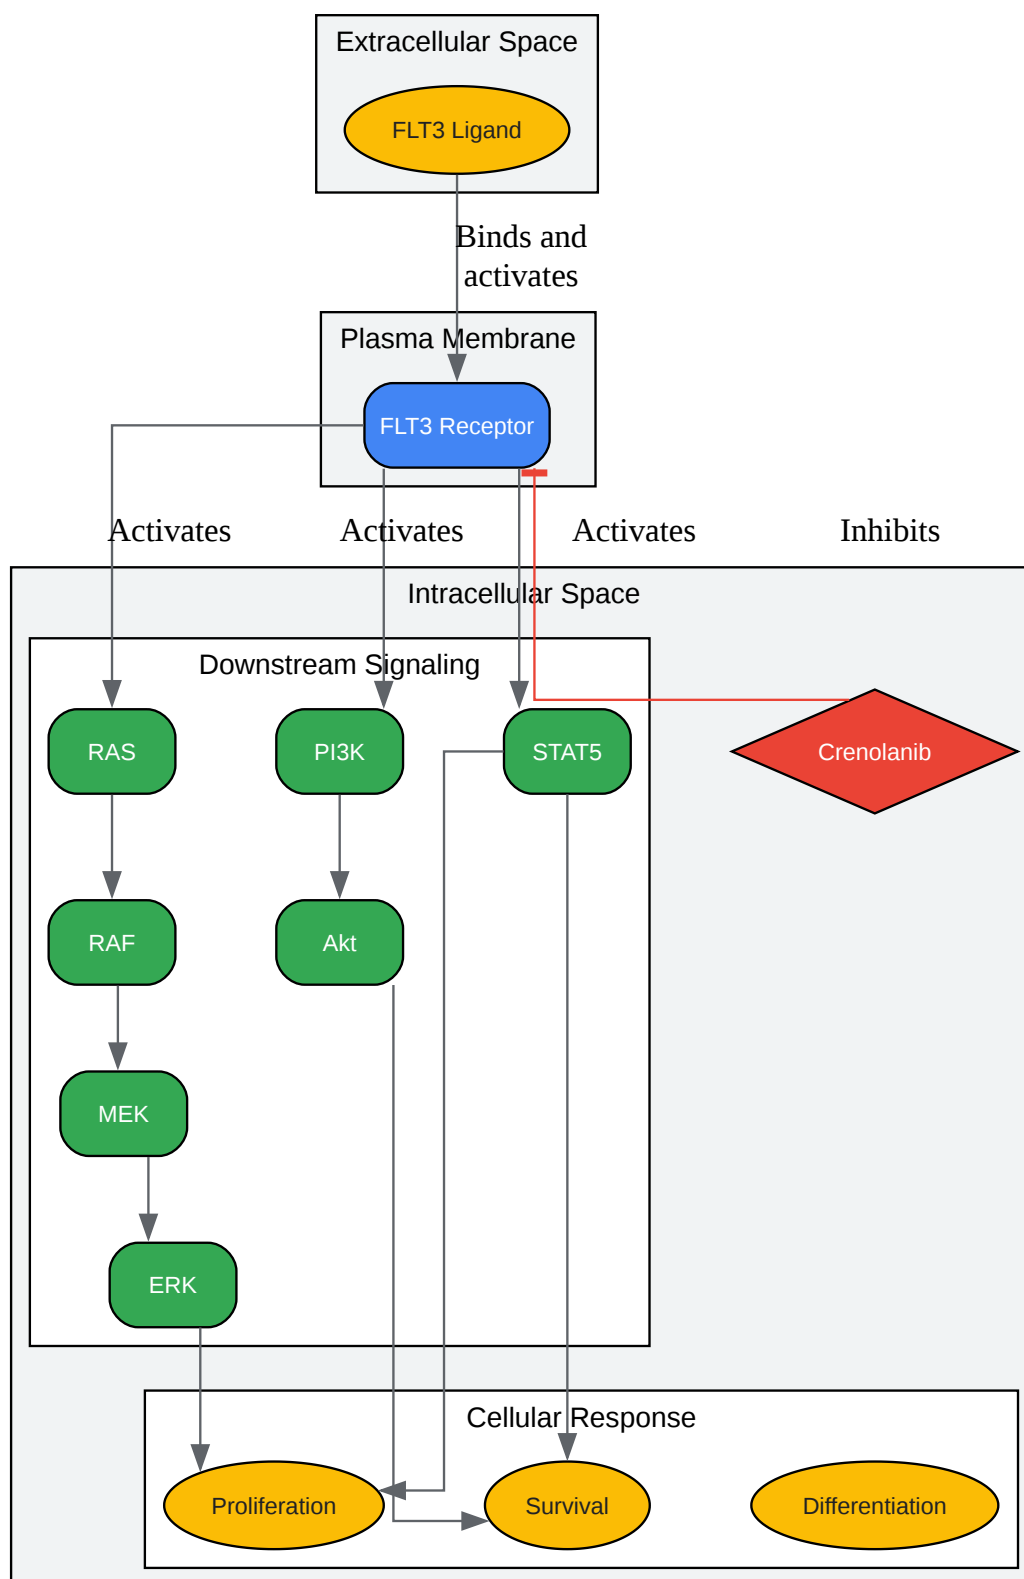 Extracellular Space
FLT3 Ligand
Binds and
activates
Plasma Membrane
FLT3 Receptor
Activates
Activates
Activates
Inhibits
Intracellular Space
Downstream Signaling
RAS
PI3K
STAT5
Crenolanib
RAF
Akt
MEK
ERK
Cellular Response
Proliferation
Survival
Differentiation